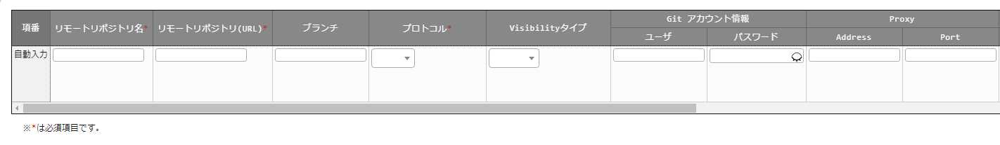 項番 リモートリポジトリ名* リモートリポジトリ(URL)* ブランチ プロトコル* Visibilityタイプ Git アカウント情報 Proxy
ユーザ パスワード Address Port
自動入力
※*は必須項目です。